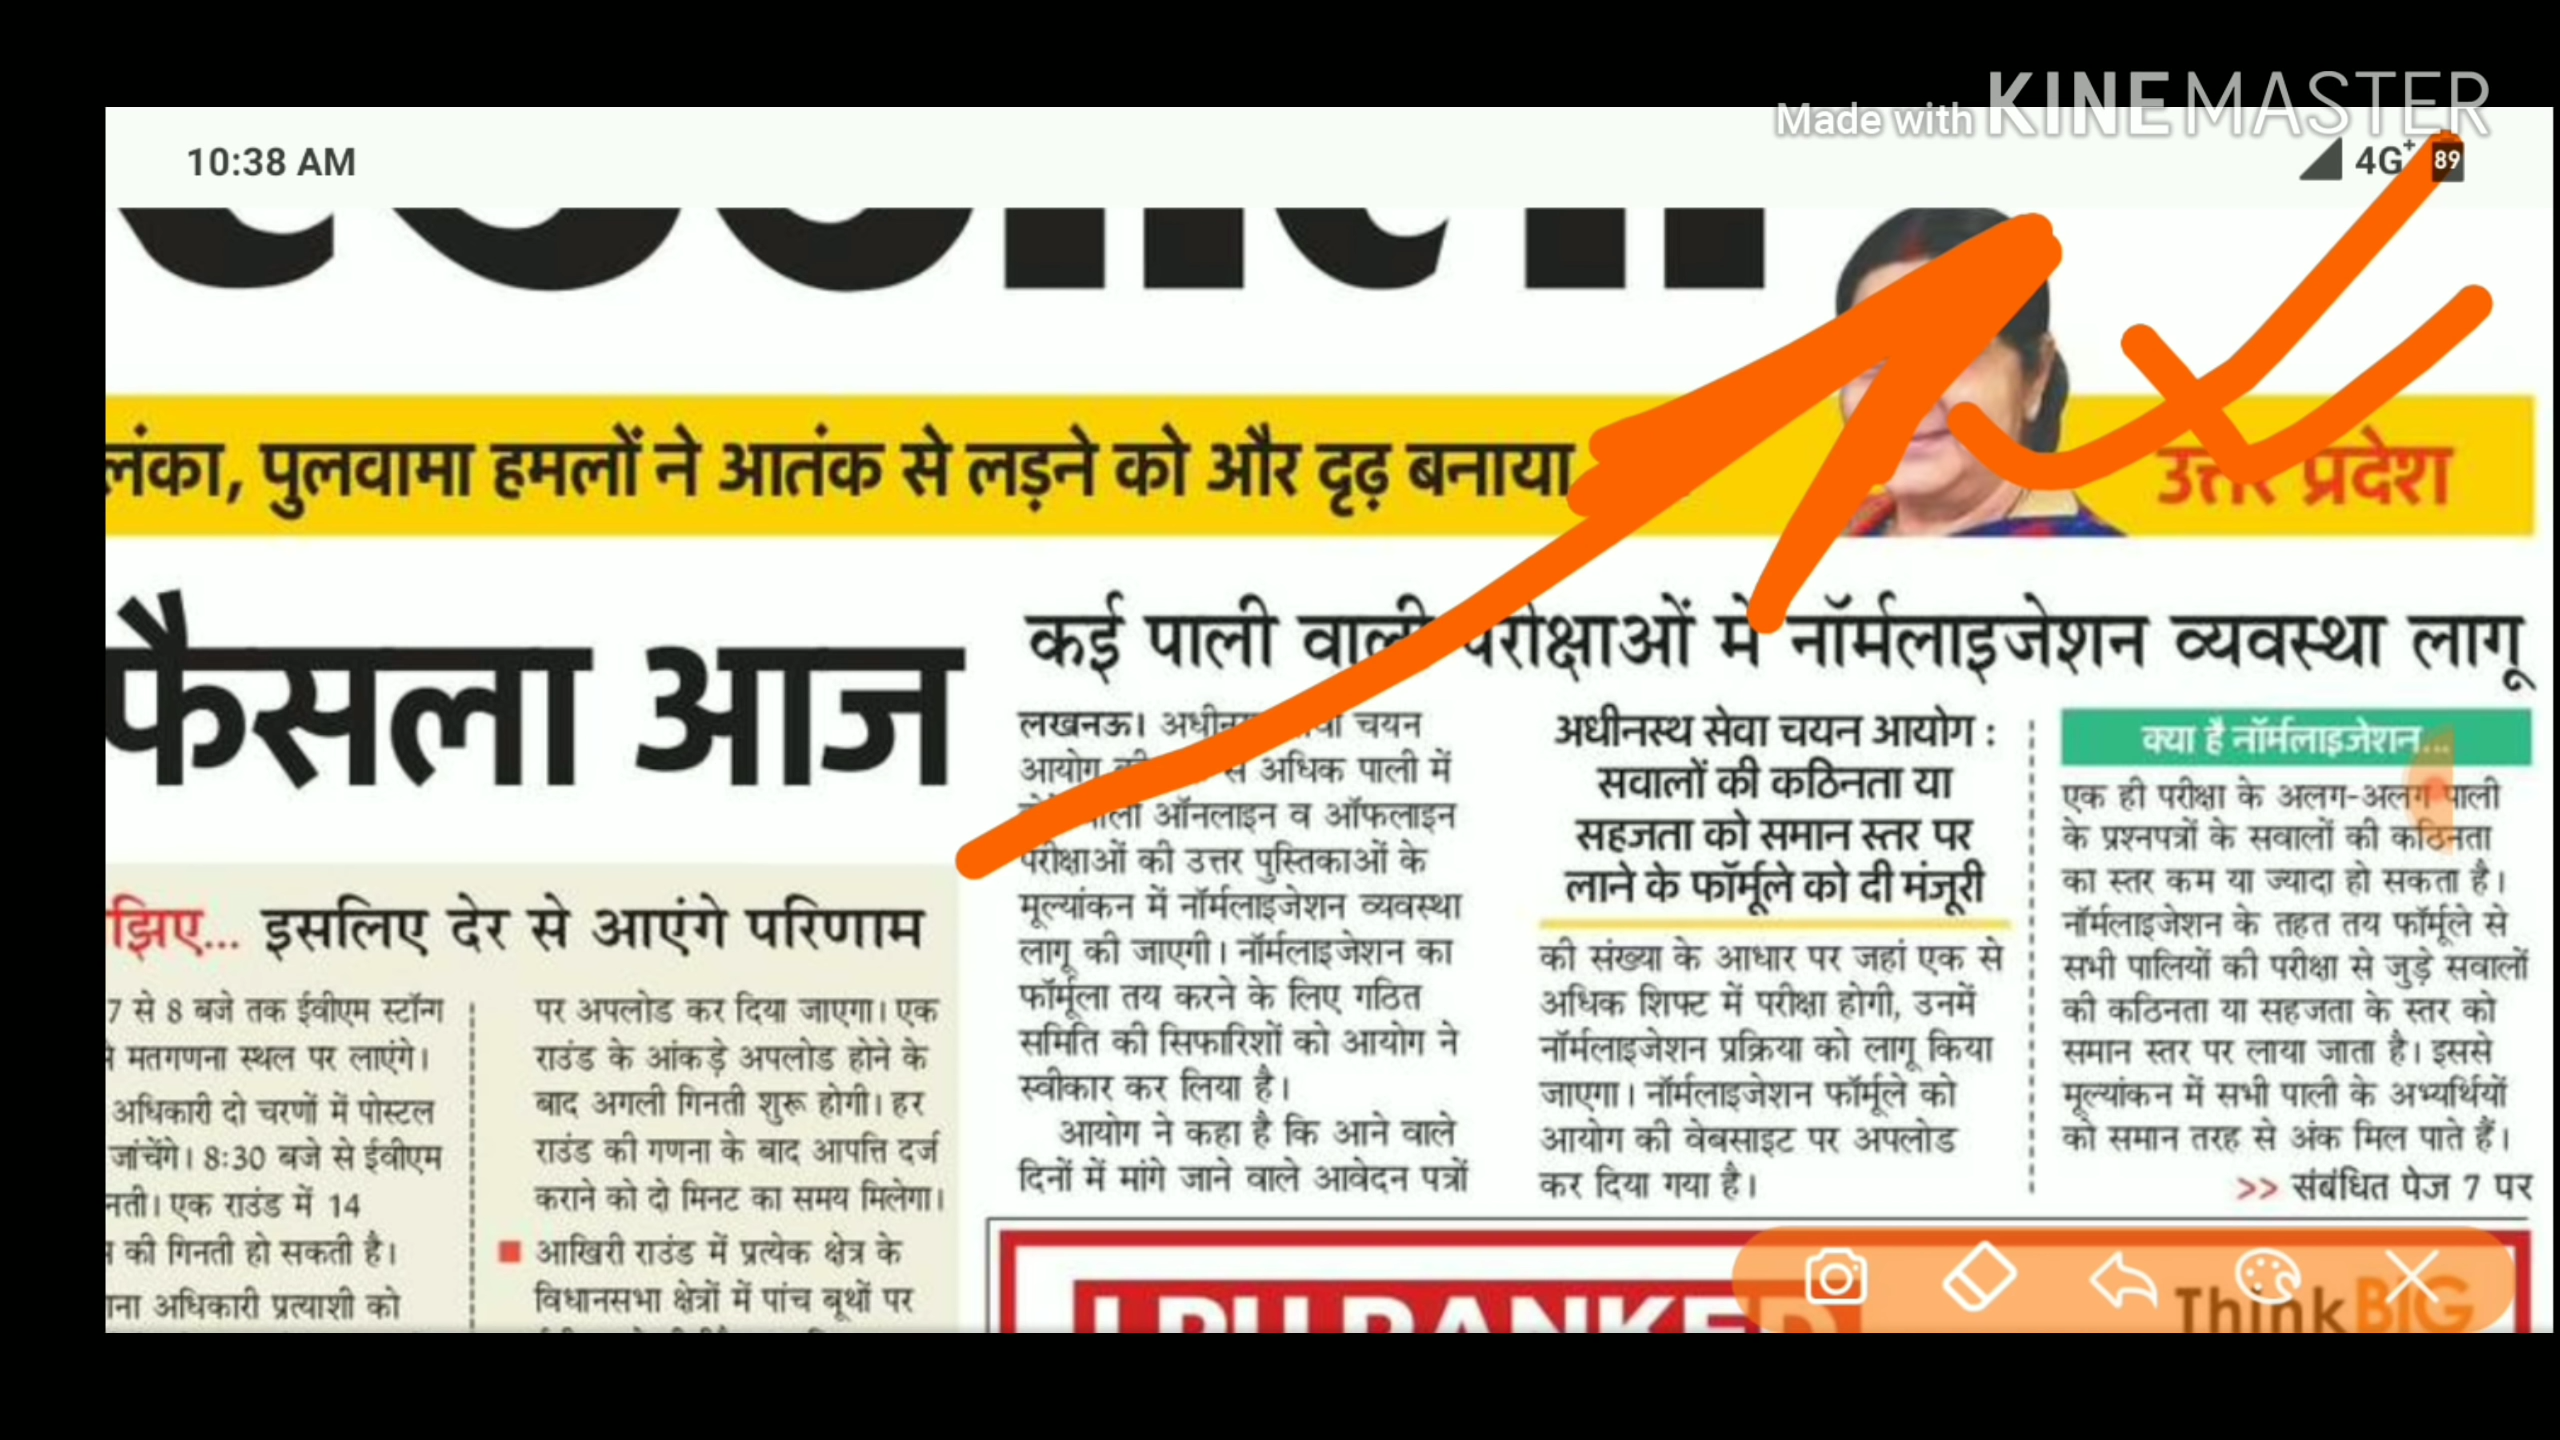 Made with KINEMASTER
10:38 AM
4G+ 89
लंका, पुलवामा हमलों ने आतंक से लड़ने को और दृढ़ बनाया
उत्तर प्रदेश
फैसला आज
झिए... इसलिए देर से आएंगे परिणाम
7 से 8 बजे तक ईवीएम स्टॉन्ग
मतगणना स्थल पर लाएंगे।
अधिकारी दो चरणों में पोस्टल
जांचेंगे। 8:30 बजे से ईवीएम
एक राउंड में 14
की गिनती हो सकती है।
अधिकारी प्रत्याशी को
पर अपलोड कर दिया जाएगा। एक
राउंड के आंकड़े अपलोड होने के
बाद अगली गिनती शुरू होगी। हर
राउंड की गणना के बाद आपत्ति दर्ज
कराने को दो मिनट का समय मिलेगा।
आखिरी राउंड में प्रत्येक क्षेत्र के
विधानसभा क्षेत्रों में पांच बूथों पर
कई पाली वाली परीक्षाओं में नॉर्मलाइजेशन व्यवस्था लागू
लखनऊ। चयन
आयोग से अधिक पाली में
ऑनलाइन व ऑफलाइन
परीक्षाओं की उत्तर पुस्तिकाओं के
मूल्यांकन में नॉर्मलाइजेशन व्यवस्था
लागू की जाएगी। नॉर्मलाइजेशन का
फॉर्मूला तय करने के लिए गठित
समिति की सिफारिशों को आयोग ने
स्वीकार कर लिया है।
आयोग ने कहा है कि आने वाले
दिनों में मांगे जाने वाले आवेदन पत्रों
अधीनस्थ सेवा चयन आयोग :
सवालों की कठिनता या
सहजता को समान स्तर पर
लाने के फॉर्मूले को दी मंजूरी
की संख्या के आधार पर जहां एक से
अधिक शिफ्ट में परीक्षा होगी, उनमें
नॉर्मलाइजेशन प्रक्रिया को लागू किया
जाएगा। नॉर्मलाइजेशन फॉर्मूले को
आयोग की वेबसाइट पर अपलोड
कर दिया गया है।
क्या है नॉर्मलाइजेशन...
एक ही परीक्षा के अलग-अलग पाली
के प्रश्नपत्रों के सवालों की कठिनता
का स्तर कम या ज्यादा हो सकता है।
नॉर्मलाइजेशन के तहत तय फॉर्मूले से
सभी पालियों की परीक्षा से जुड़े सवालों
की कठिनता या सहजता के स्तर को
समान स्तर पर लाया जाता है। इससे
मूल्यांकन में सभी पाली के अभ्यर्थियों
को समान तरह से अंक मिल पाते हैं।
>> संबंधित पेज 7 पर
LPU RANKED
Think BIG